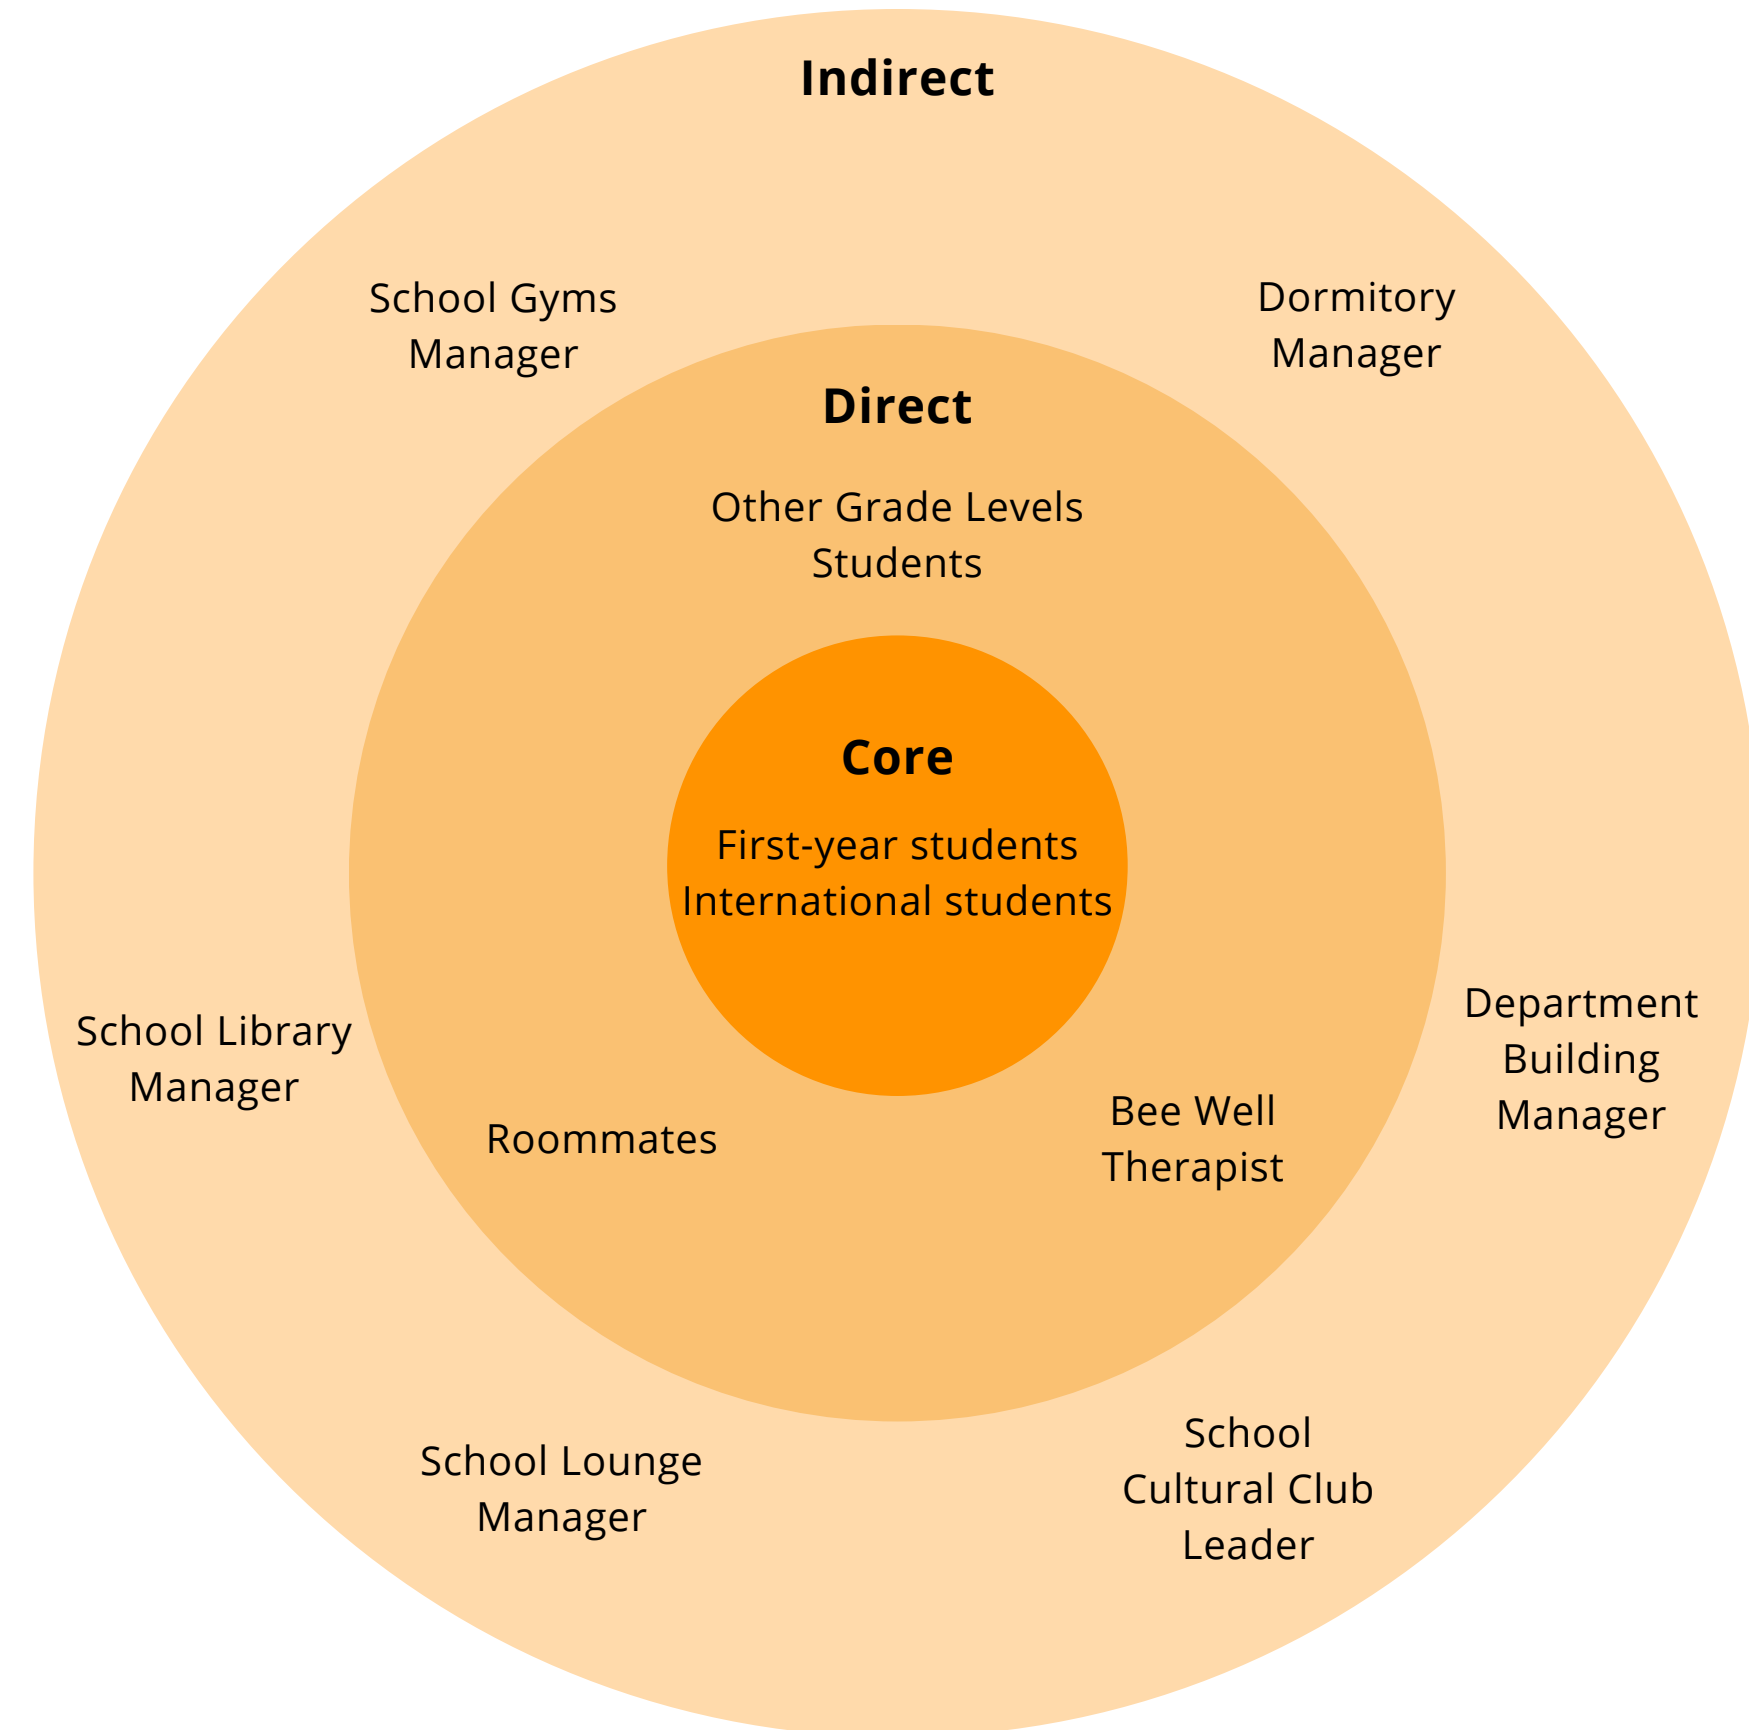 Indirect
School Gyms
Manager
Dormitory
Manager
Direct
Other Grade Levels
Students
Core
First-year students
International students
School Library
Manager
Department
Building
Manager
Roommates
Bee Well
Therapist
School Lounge
Manager
School
Cultural Club
Leader